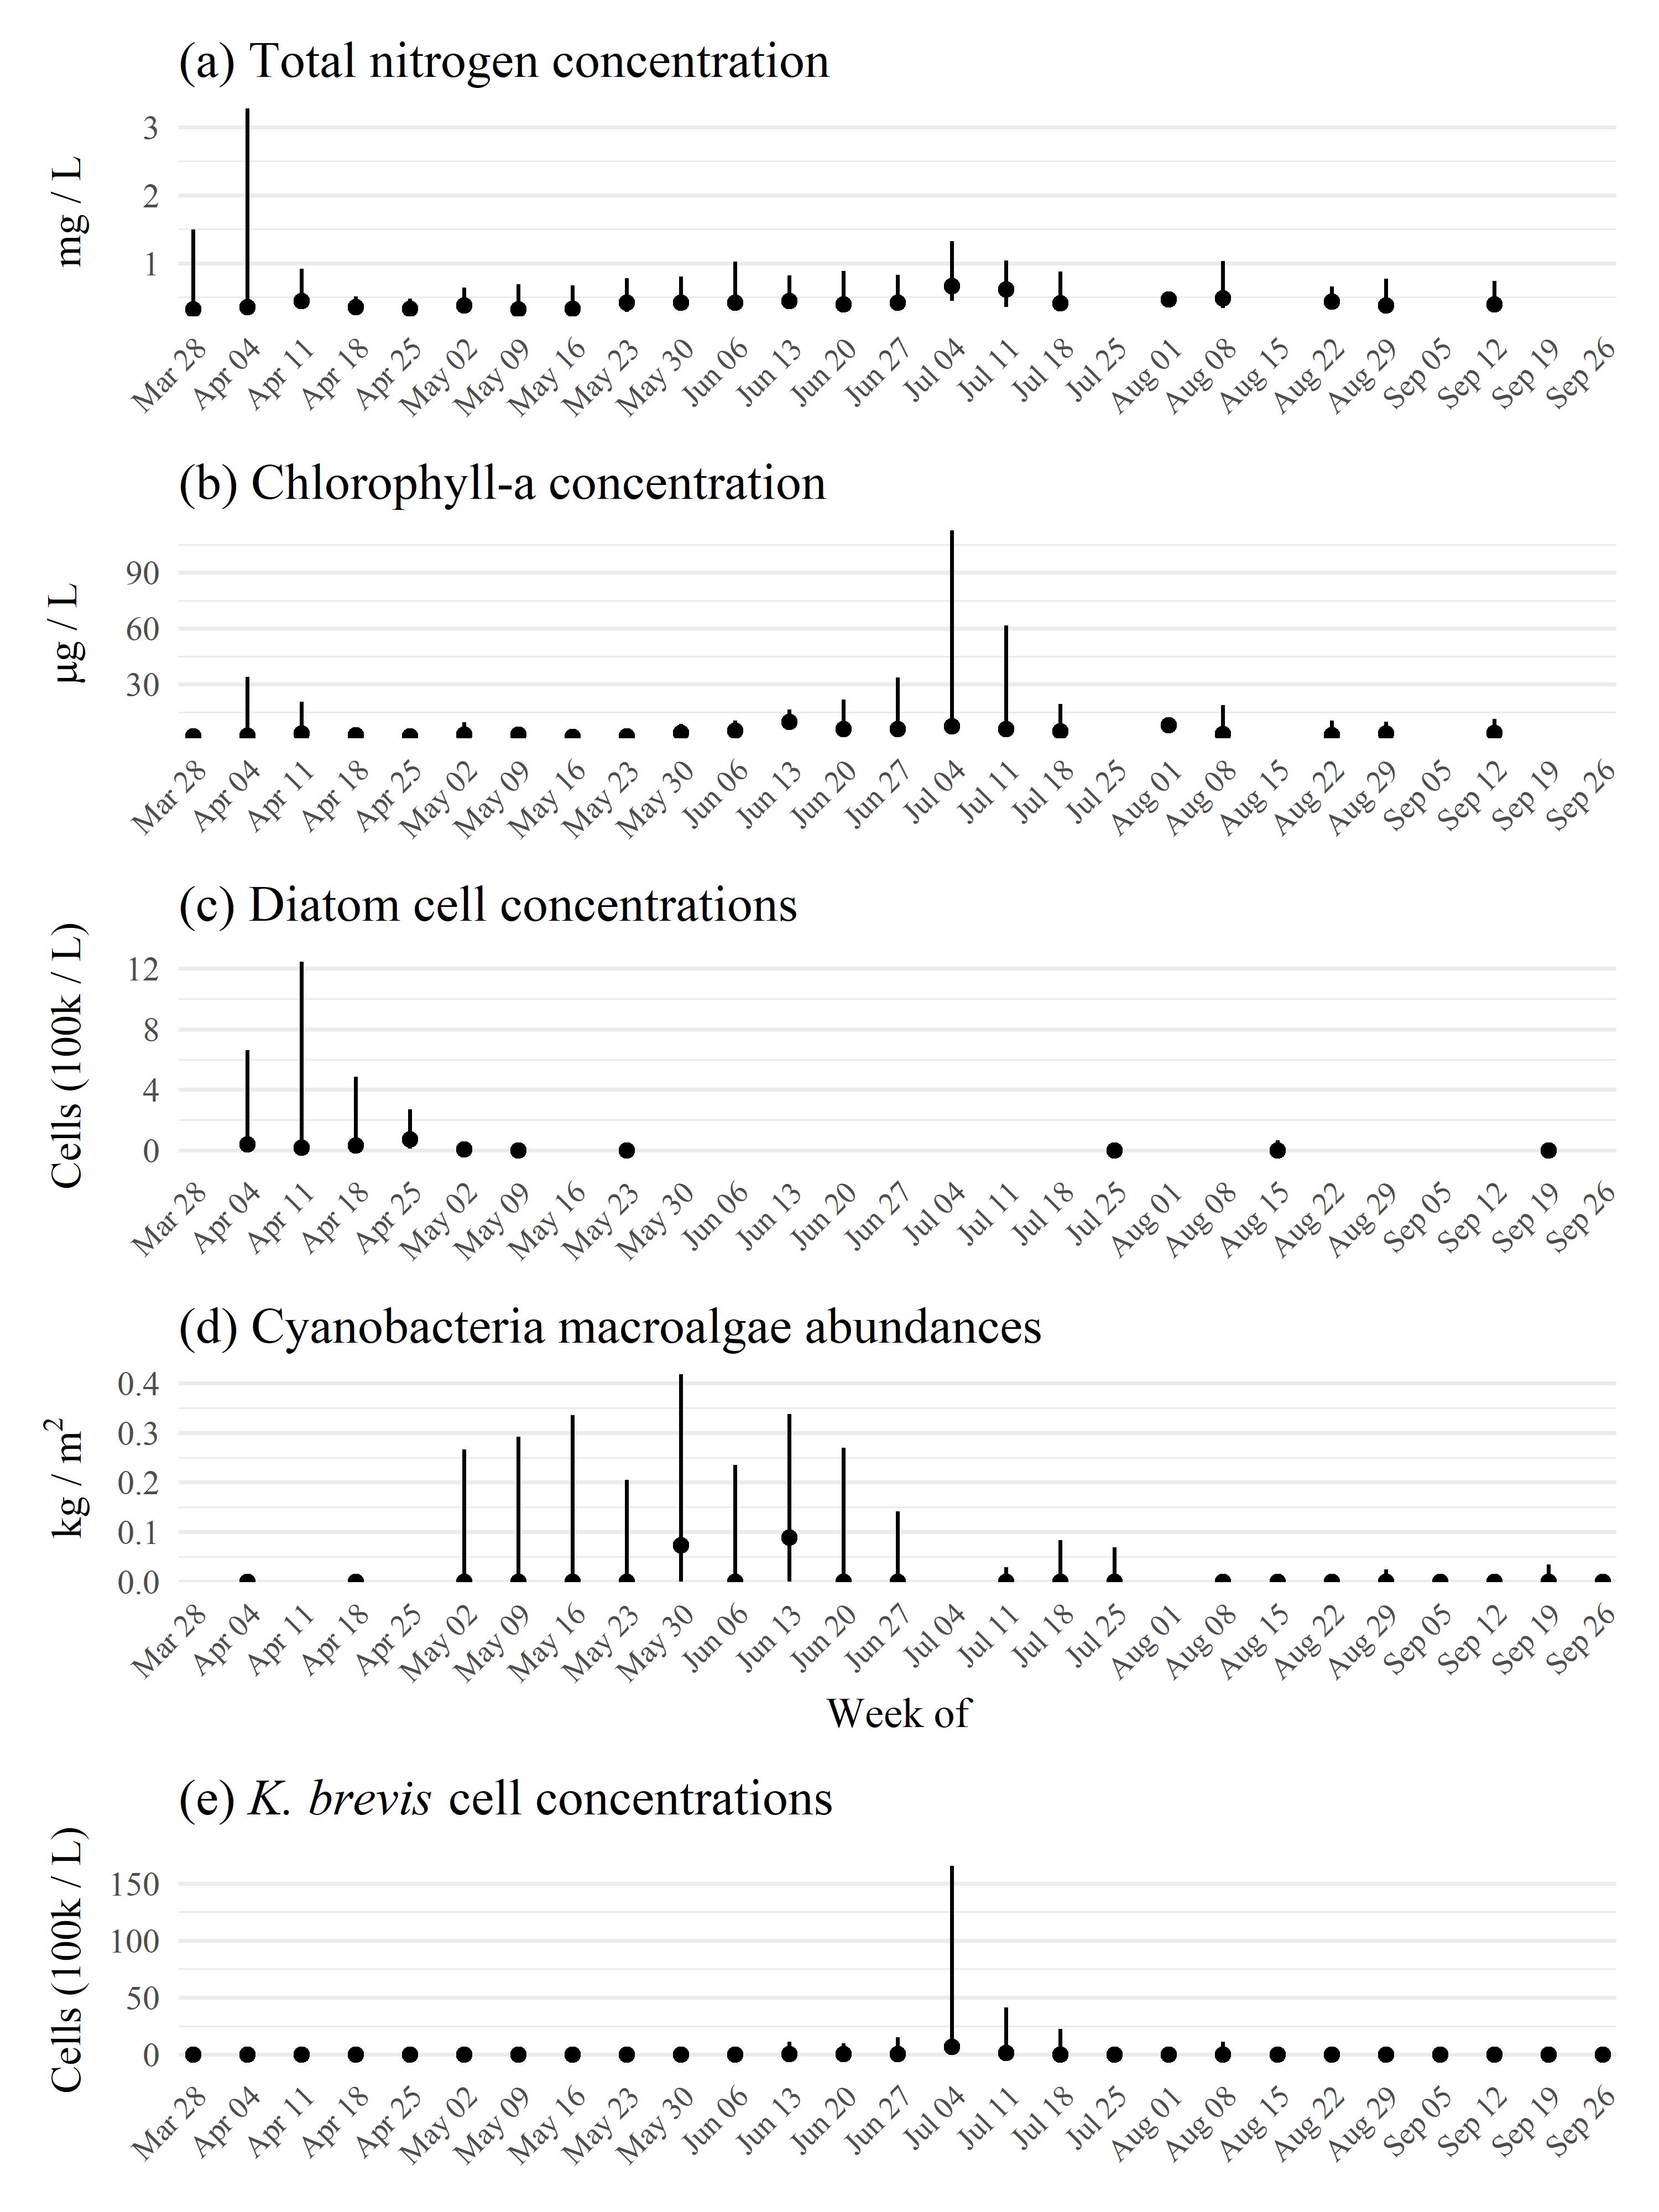 (a) Total nitrogen concentration
mg / L
3
2
1
Mar 28 Apr 04 Apr 11 Apr 18 Apr 25 May 02 May 09 May 16 May 23 May 30 Jun 06 Jun 13 Jun 20 Jun 27 Jul 04 Jul 11 Jul 18 Jul 25 Aug 01 Aug 08 Aug 15 Aug 22 Aug 29 Sep 05 Sep 12 Sep 19 Sep 26
(b) Chlorophyll-a concentration
µg / L
90
60
30
Mar 28 Apr 04 Apr 11 Apr 18 Apr 25 May 02 May 09 May 16 May 23 May 30 Jun 06 Jun 13 Jun 20 Jun 27 Jul 04 Jul 11 Jul 18 Jul 25 Aug 01 Aug 08 Aug 15 Aug 22 Aug 29 Sep 05 Sep 12 Sep 19 Sep 26
(c) Diatom cell concentrations
Cells (100k / L)
12
8
4
0
Mar 28 Apr 04 Apr 11 Apr 18 Apr 25 May 02 May 09 May 16 May 23 May 30 Jun 06 Jun 13 Jun 20 Jun 27 Jul 04 Jul 11 Jul 18 Jul 25 Aug 01 Aug 08 Aug 15 Aug 22 Aug 29 Sep 05 Sep 12 Sep 19 Sep 26
(d) Cyanobacteria macroalgae abundances
kg / m²
0.4
0.3
0.2
0.1
0.0
Mar 28 Apr 04 Apr 11 Apr 18 Apr 25 May 02 May 09 May 16 May 23 May 30 Jun 06 Jun 13 Jun 20 Jun 27 Jul 04 Jul 11 Jul 18 Jul 25 Aug 01 Aug 08 Aug 15 Aug 22 Aug 29 Sep 05 Sep 12 Sep 19 Sep 26
Week of
(e) K. brevis cell concentrations
Cells (100k / L)
150
100
50
0
Mar 28 Apr 04 Apr 11 Apr 18 Apr 25 May 02 May 09 May 16 May 23 May 30 Jun 06 Jun 13 Jun 20 Jun 27 Jul 04 Jul 11 Jul 18 Jul 25 Aug 01 Aug 08 Aug 15 Aug 22 Aug 29 Sep 05 Sep 12 Sep 19 Sep 26